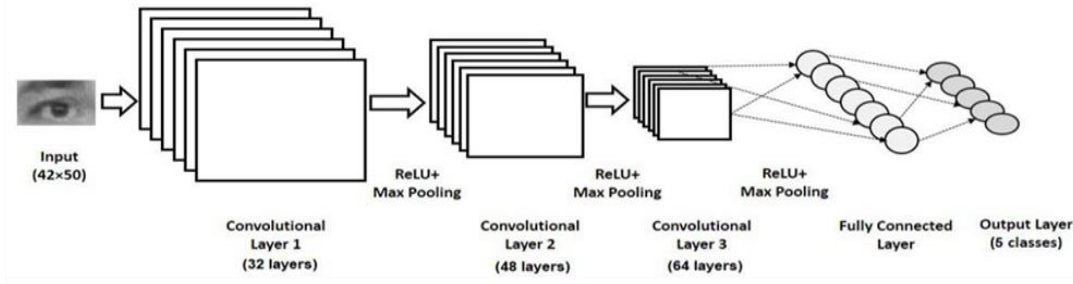 Input
(42×50)
ReLU+
Max Pooling
ReLU+
Max Pooling
ReLU+
Max Pooling
Convolutional
Layer 1
(32 layers)
Convolutional
Layer 2
(48 layers)
Convolutional
Layer 3
(64 layers)
Fully Connected
Layer
Output Layer
(5 classes)